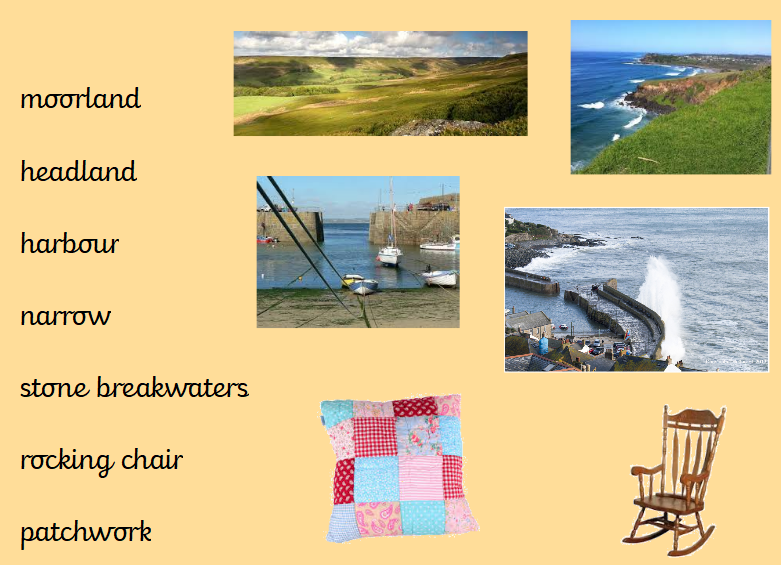 moorland
headland
harbour
narrow
stone breakwaters
rocking chair
patchwork